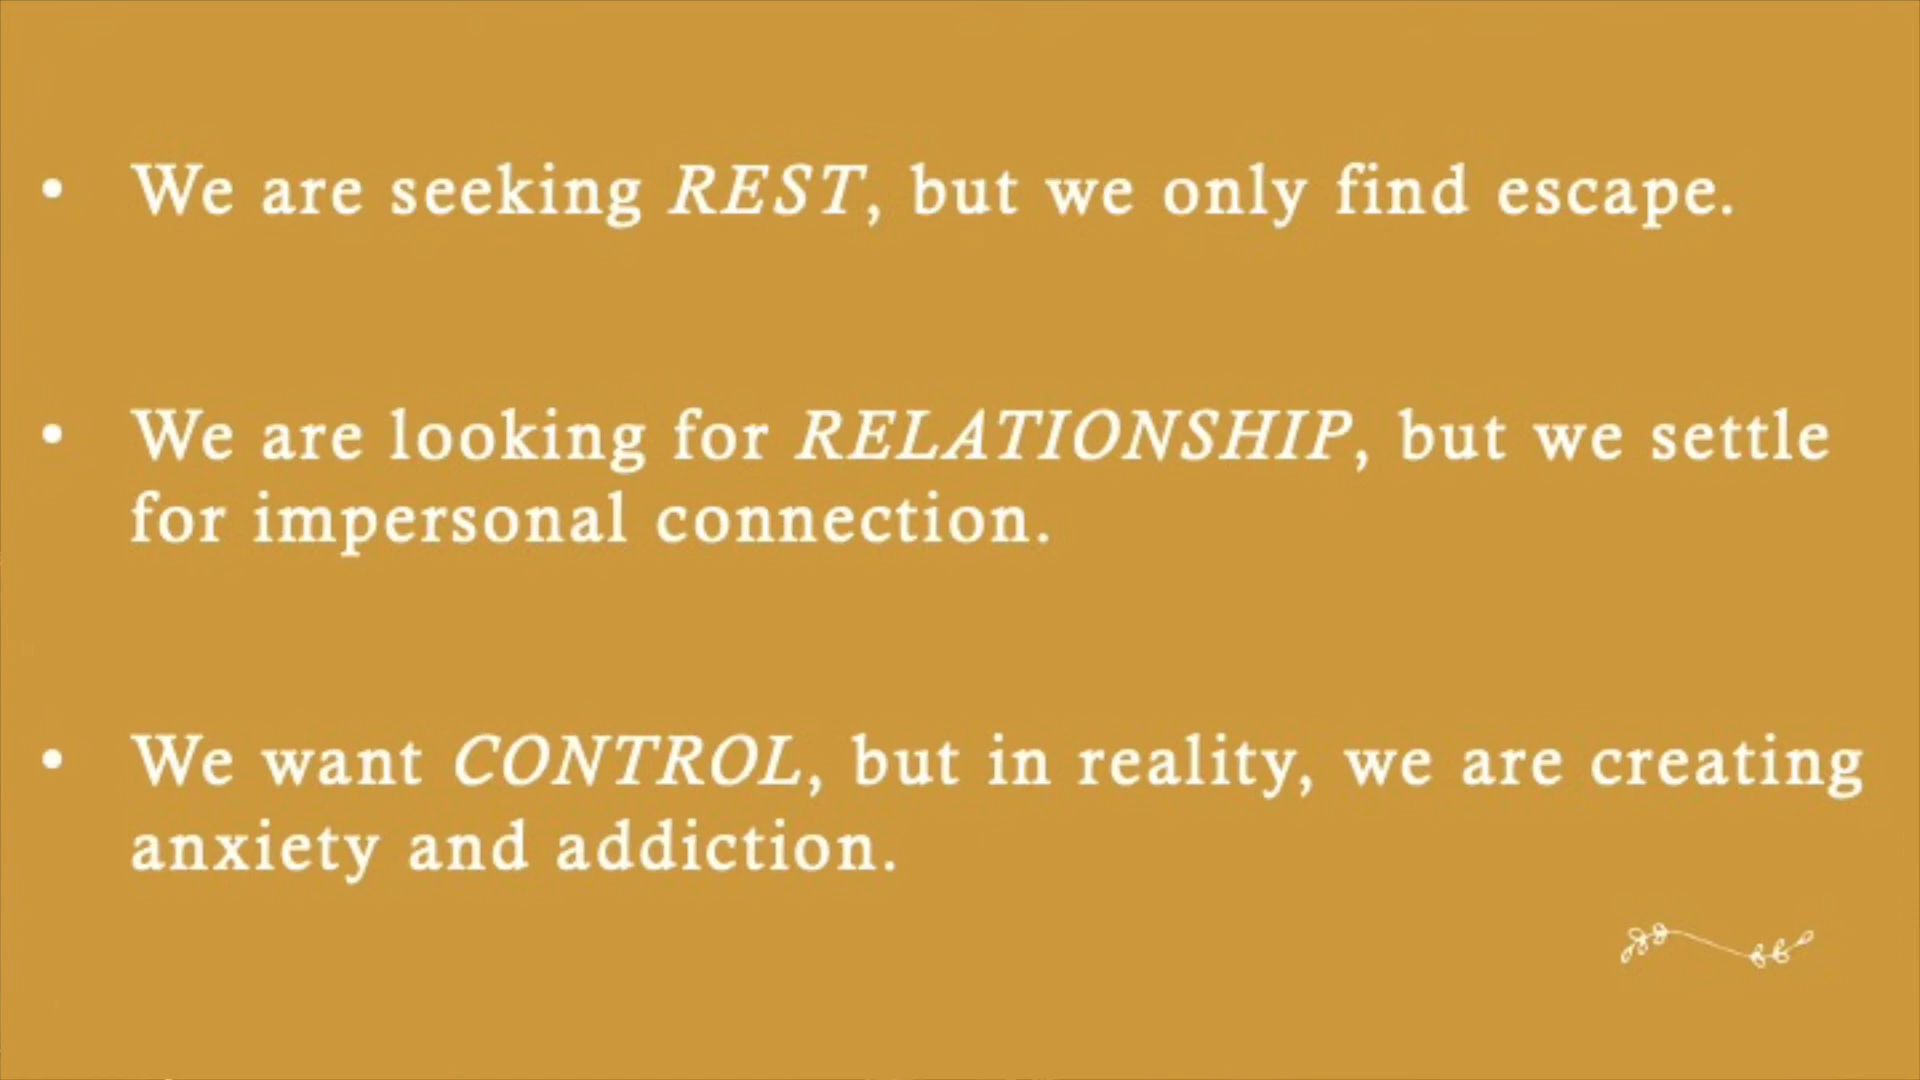 • We are seeking REST, but we only find escape.
• We are looking for RELATIONSHIP, but we settle
for impersonal connection.
• We want CONTROL, but in reality, we are creating
anxiety and addiction.